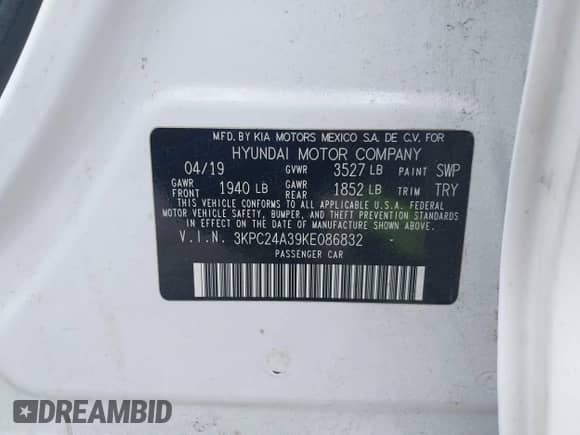 MFD. BY KIA MOTORS MEXICO S.A. DE C.V. FOR
HYUNDAI MOTOR COMPANY
04/19 GVWR 3527 LB PAINT SWP
GAWR FRONT 1940 LB GAWR REAR 1852 LB TRIM TRY
THIS VEHICLE CONFORMS TO ALL APPLICABLE U.S.A. FEDERAL
MOTOR VEHICLE SAFETY, BUMPER, AND THEFT PREVENTION STANDARDS
IN EFFECT ON THE DATE OF MANUFACTURE SHOWN ABOVE.
V.I.N. 3KPC24A39KE086832
PASSENGER CAR
DREAMBID